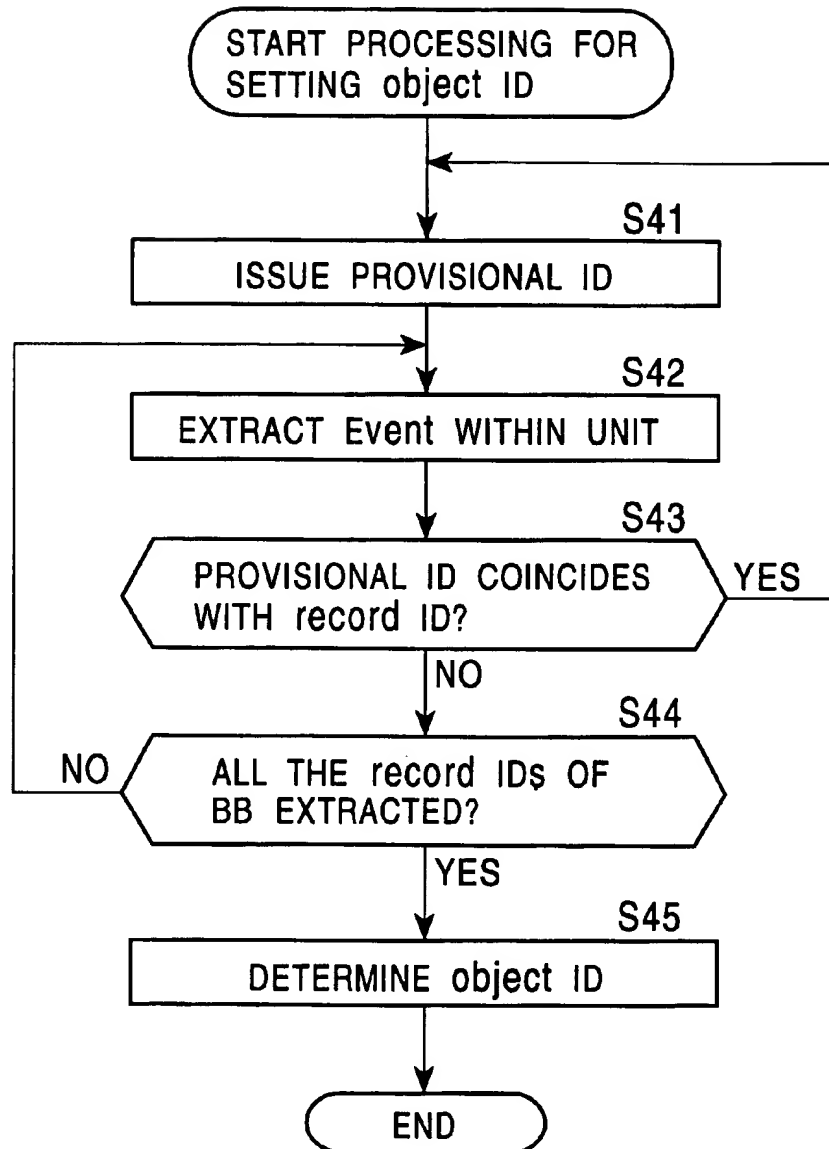 START PROCESSING FOR
SETTING object ID
S41
ISSUE PROVISIONAL ID
S42
EXTRACT Event WITHIN UNIT
S43
PROVISIONAL ID COINCIDES
WITH record ID?
YES
NO
S44
NO
ALL THE record IDs OF
BB EXTRACTED?
YES
S45
DETERMINE object ID
END